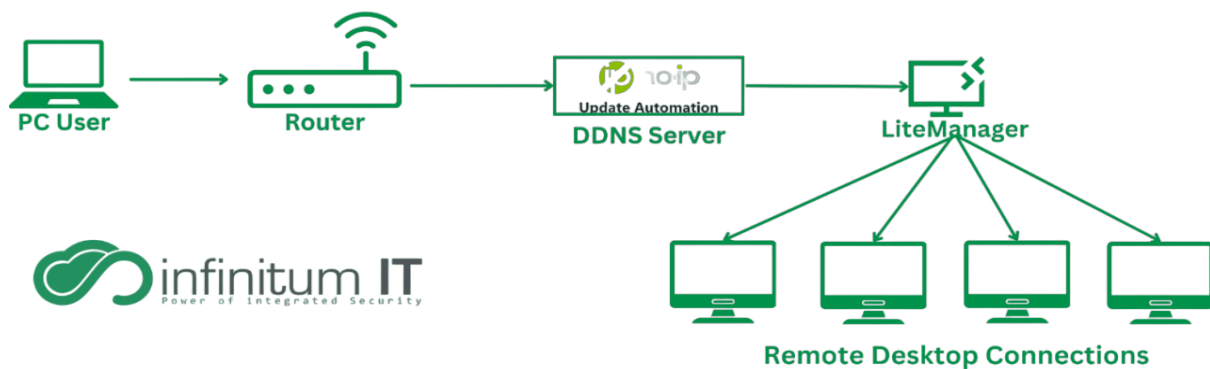 no-ip
Update Automation
PC User
Router
DDNS Server
LiteManager
infinitum IT
Power of integrated Security
Remote Desktop Connections